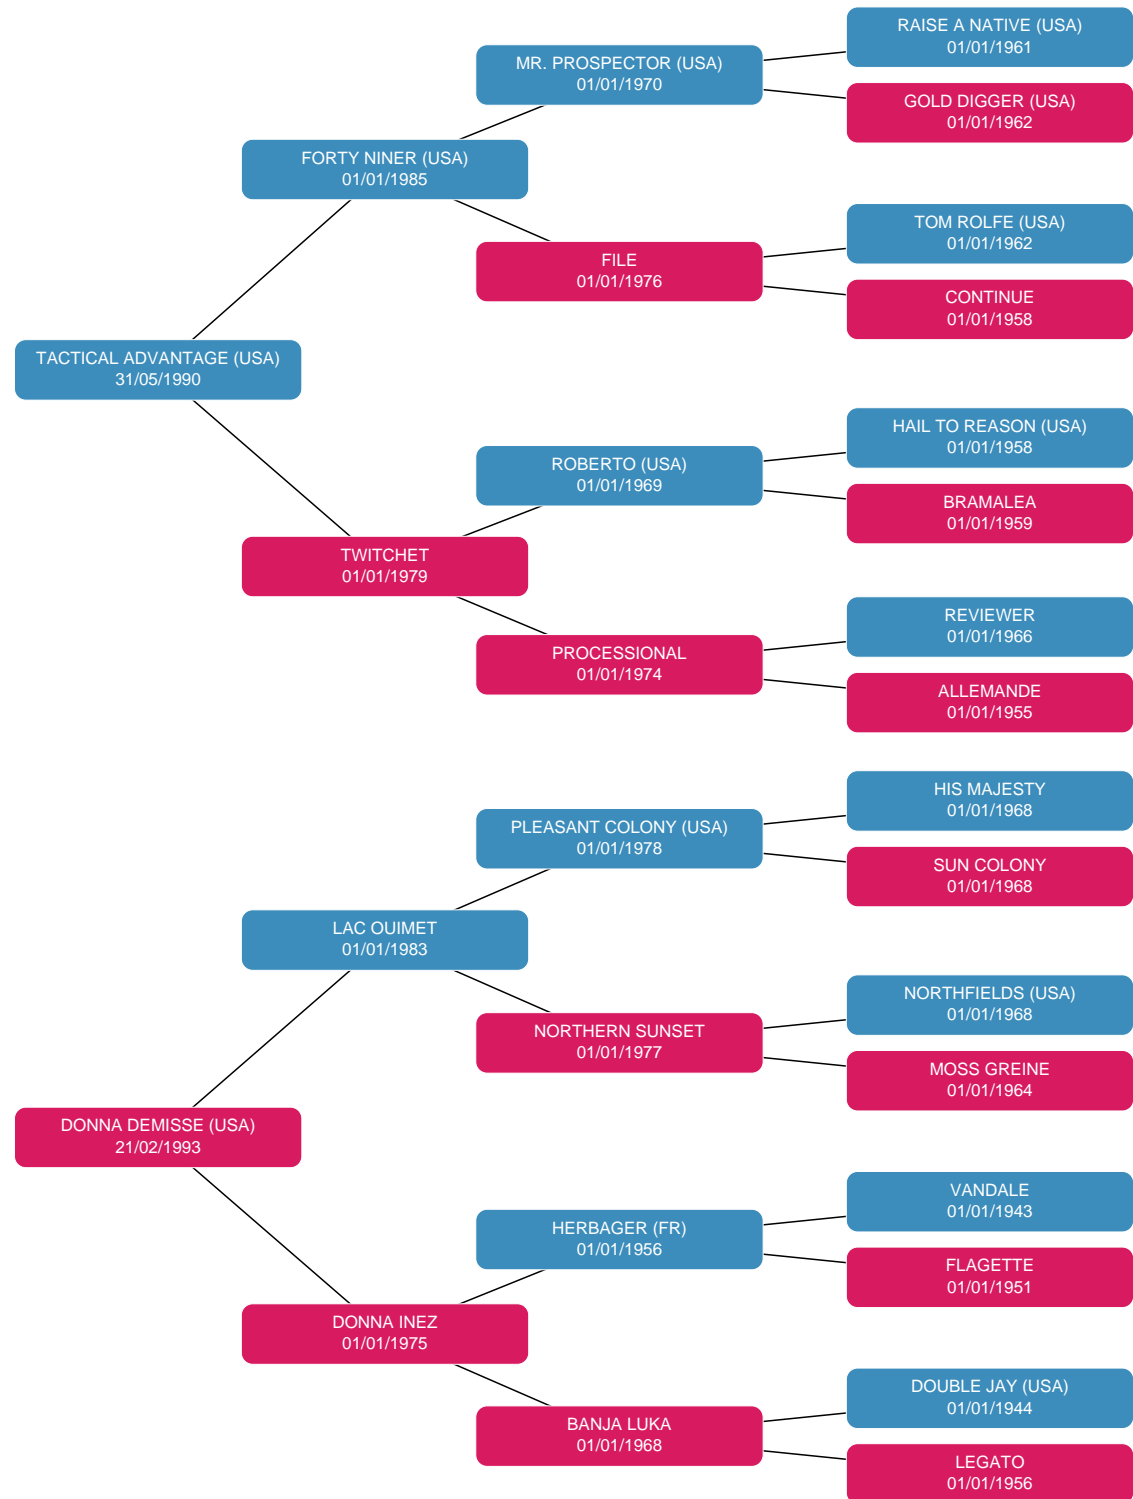 RAISE A NATIVE (USA)
01/01/1961
MR. PROSPECTOR (USA)
01/01/1970
GOLD DIGGER (USA)
01/01/1962
FORTY NINER (USA)
01/01/1985
TOM ROLFE (USA)
01/01/1962
FILE
01/01/1976
CONTINUE
01/01/1958
TACTICAL ADVANTAGE (USA)
31/05/1990
HAIL TO REASON (USA)
01/01/1958
ROBERTO (USA)
01/01/1969
BRAMALEA
01/01/1959
TWITCHET
01/01/1979
REVIEWER
01/01/1966
PROCESSIONAL
01/01/1974
ALLEMANDE
01/01/1955
HIS MAJESTY
01/01/1968
PLEASANT COLONY (USA)
01/01/1978
SUN COLONY
01/01/1968
LAC OUIMET
01/01/1983
NORTHFIELDS (USA)
01/01/1968
NORTHERN SUNSET
01/01/1977
MOSS GREINE
01/01/1964
DONNA DEMISSE (USA)
21/02/1993
VANDALE
01/01/1943
HERBAGER (FR)
01/01/1956
FLAGETTE
01/01/1951
DONNA INEZ
01/01/1975
DOUBLE JAY (USA)
01/01/1944
BANJA LUKA
01/01/1968
LEGATO
01/01/1956